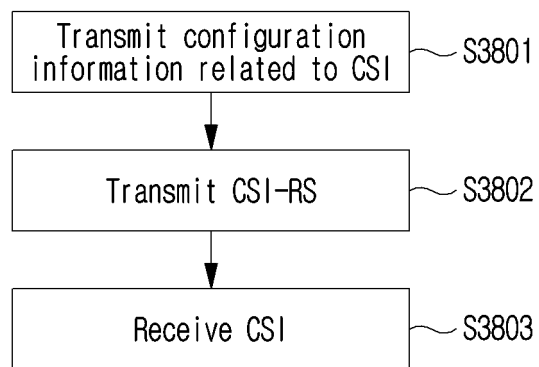 Transmit configuration
information related to CSI
S3801
Transmit CSI-RS
S3802
Receive CSI
S3803